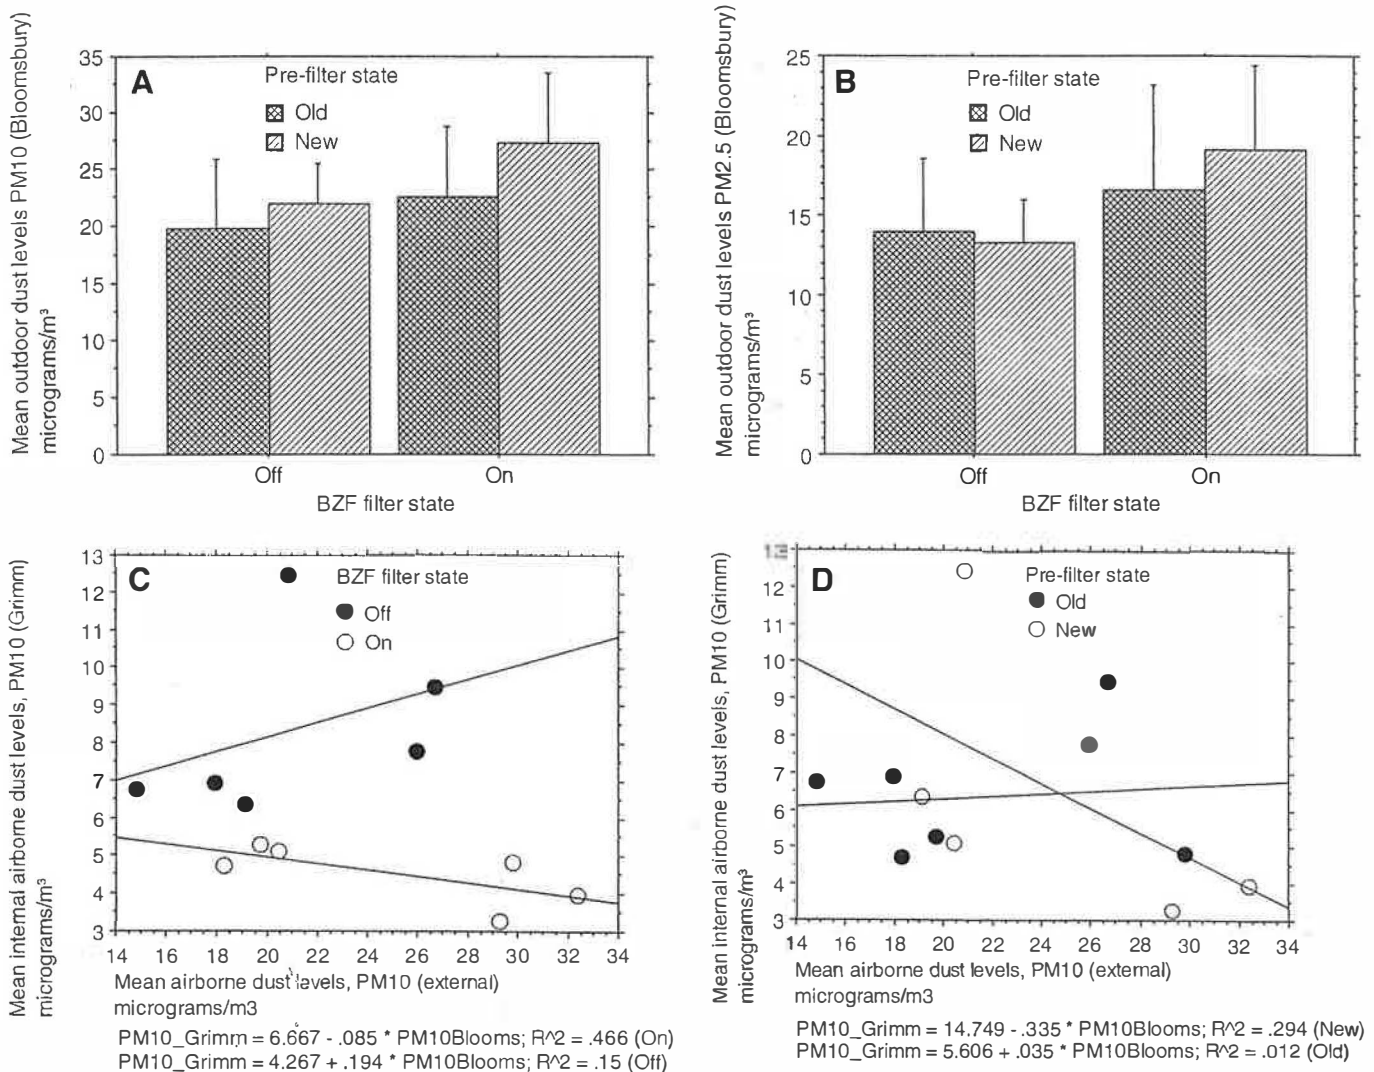 Mean outdoor dust levels PM10 (Bloomsbury)
micrograms/m³
35
30
25
20
15
10
5
0
A
Pre-filter state
Old
New
Off
On
BZF filter state
Mean outdoor dust levels PM2.5 (Bloomsbury)
micrograms/m³
25
20
15
10
5
0
B
Pre-filter state
Old
New
Off
On
BZF filter state
Mean internal airborne dust levels, PM10 (Grimm)
micrograms/m³
13
12
11
10
9
8
7
6
5
4
3
C
BZF filter state
Off
On
14 16 18 20 22 24 26 28 30 32 34
Mean airborne dust levels, PM10 (external)
micrograms/m3
PM10_Grimm = 6.667 - .085 * PM10Blooms; R^2 = .466 (On)
PM10_Grimm = 4.267 + .194 * PM10Blooms; R^2 = .15 (Off)
Mean internal airborne dust levels, PM10 (Grimm)
micrograms/m³
12
11
10
9
8
7
6
5
4
3
D
Pre-filter state
Old
New
14 16 18 20 22 24 26 28 30 32 34
Mean airborne dust levels, PM10 (external)
micrograms/m3
PM10_Grimm = 14.749 - .335 * PM10Blooms; R^2 = .294 (New)
PM10_Grimm = 5.606 + .035 * PM10Blooms; R^2 = .012 (Old)